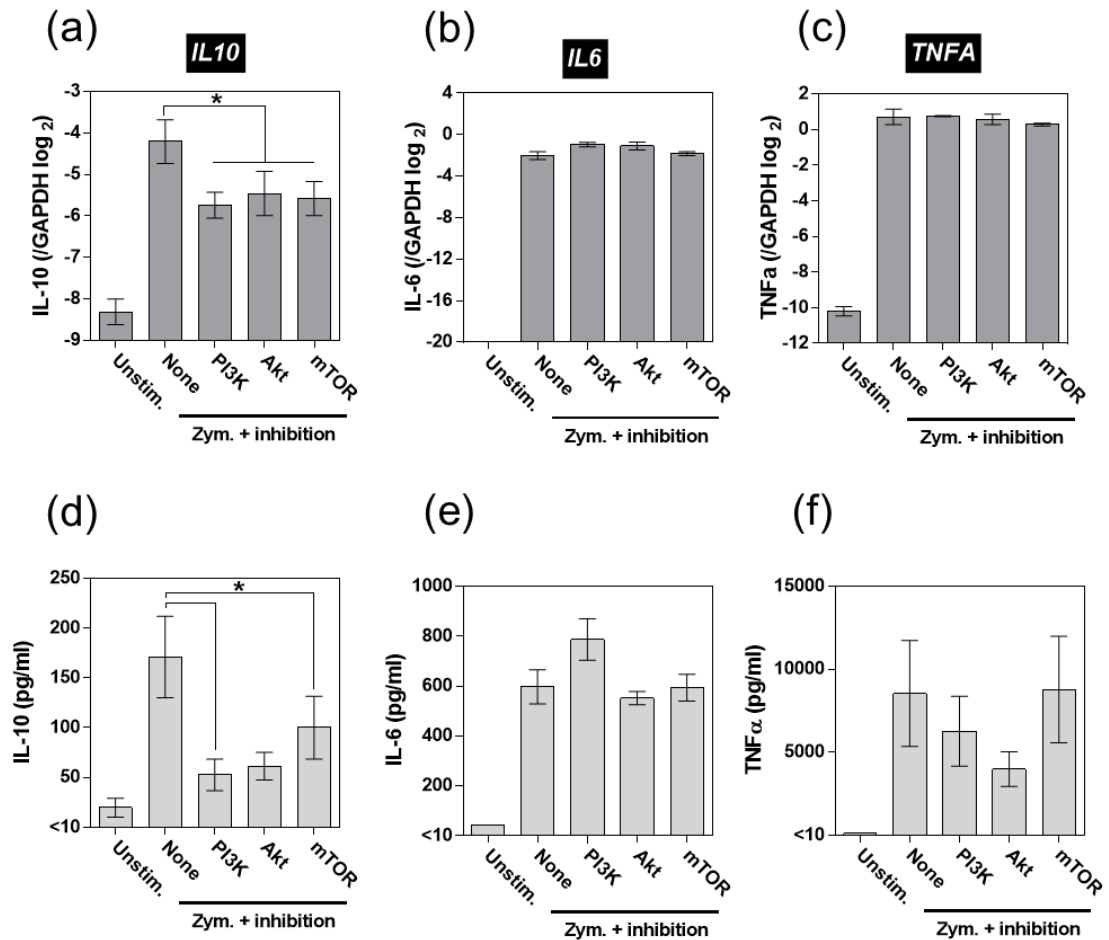 (a)
IL10
IL-10 (/GAPDH log 2)
-3
-4
-5
-6
-7
-8
-9
*
Unstim.
None
PI3K
Akt
mTOR
Zym. + inhibition
(b)
IL6
IL-6 (/GAPDH log 2)
4
0
-4
-8
-12
-16
-20
Unstim.
None
PI3K
Akt
mTOR
Zym. + inhibition
(c)
TNFA
TNFa (/GAPDH log 2)
2
0
-2
-4
-6
-8
-10
-12
Unstim.
None
PI3K
Akt
mTOR
Zym. + inhibition
(d)
IL-10 (pg/ml)
250
200
150
100
50
<10
*
Unstim.
None
PI3K
Akt
mTOR
Zym. + inhibition
(e)
IL-6 (pg/ml)
1000
800
600
400
200
<10
Unstim.
None
PI3K
Akt
mTOR
Zym. + inhibition
(f)
TNFα (pg/ml)
15000
10000
5000
<10
Unstim.
None
PI3K
Akt
mTOR
Zym. + inhibition